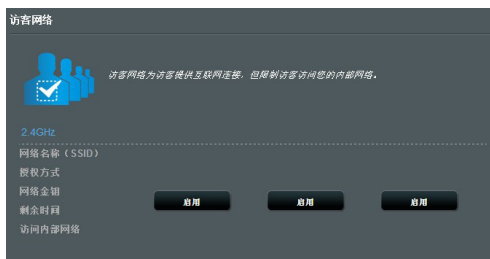 访客网络
访客网络为访客提供互联网连接，但限制访客访问您的内部网络。
2.4GHz
网络名称（SSID）
授权方式
网络金钥
剩余时间
访问内部网络
启用 启用 启用